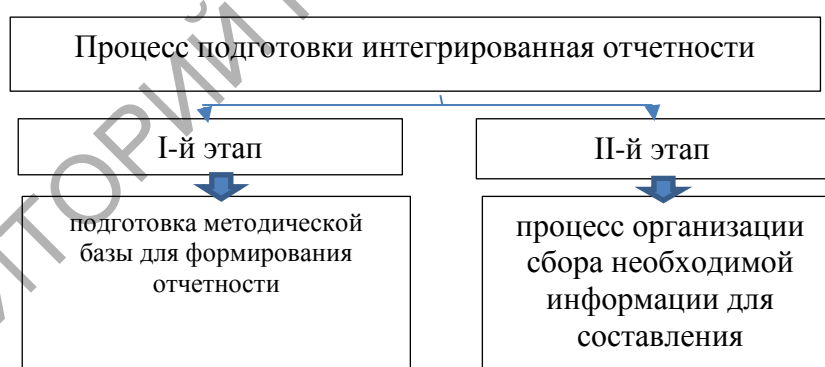 Процесс подготовки интегрированная отчетности
I-й этап
II-й этап
подготовка методической
базы для формирования
отчетности
процесс организации
сбора необходимой
информации для
составления